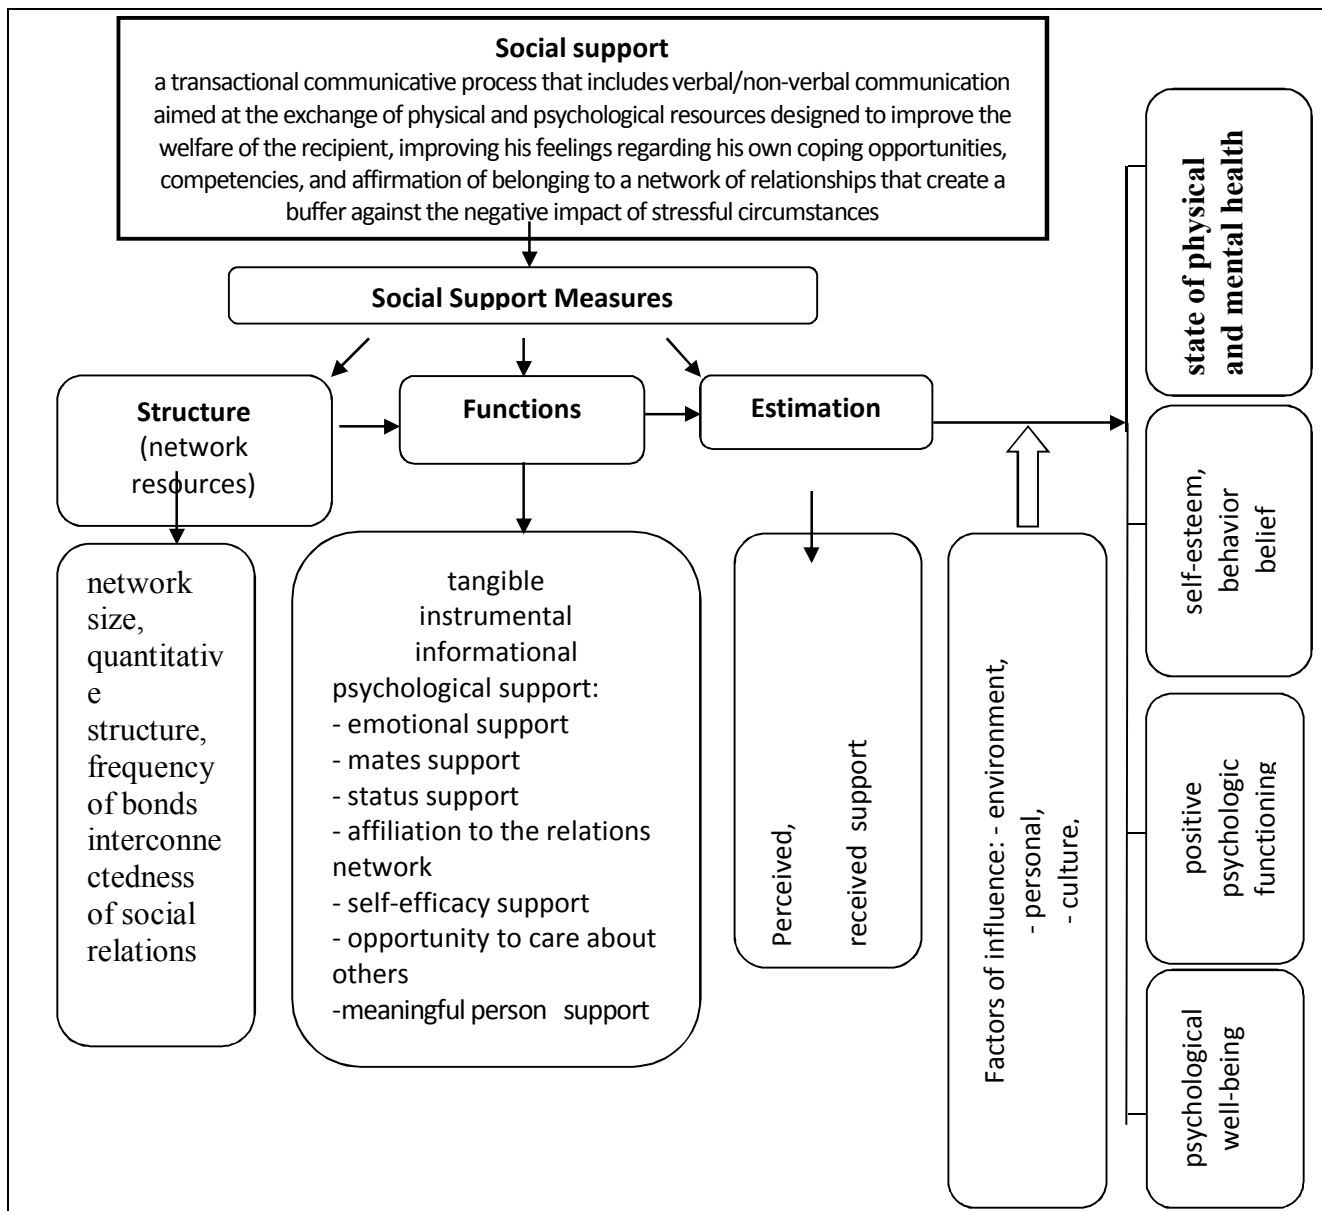 Social support
a transactional communicative process that includes verbal/non-verbal communication
aimed at the exchange of physical and psychological resources designed to improve the
welfare of the recipient, improving his feelings regarding his own coping opportunities,
competencies, and affirmation of belonging to a network of relationships that create a
buffer against the negative impact of stressful circumstances
Social Support Measures
Structure
(network
resources)
Functions
Estimation
network
size,
quantitativ
e
structure,
frequency
of bonds
interconne
ctedness
of social
relations
tangible
instrumental
informational
psychological support:
- emotional support
- mates support
- status support
- affiliation to the relations
network
- self-efficacy support
- opportunity to care about
others
-meaningful person support
Perceived,
received support
Factors of influence: - environment,
- personal,
- culture,
state of physical
and mental health
self-esteem,
behavior
belief
positive
psychologic
functioning
psychological
well-being